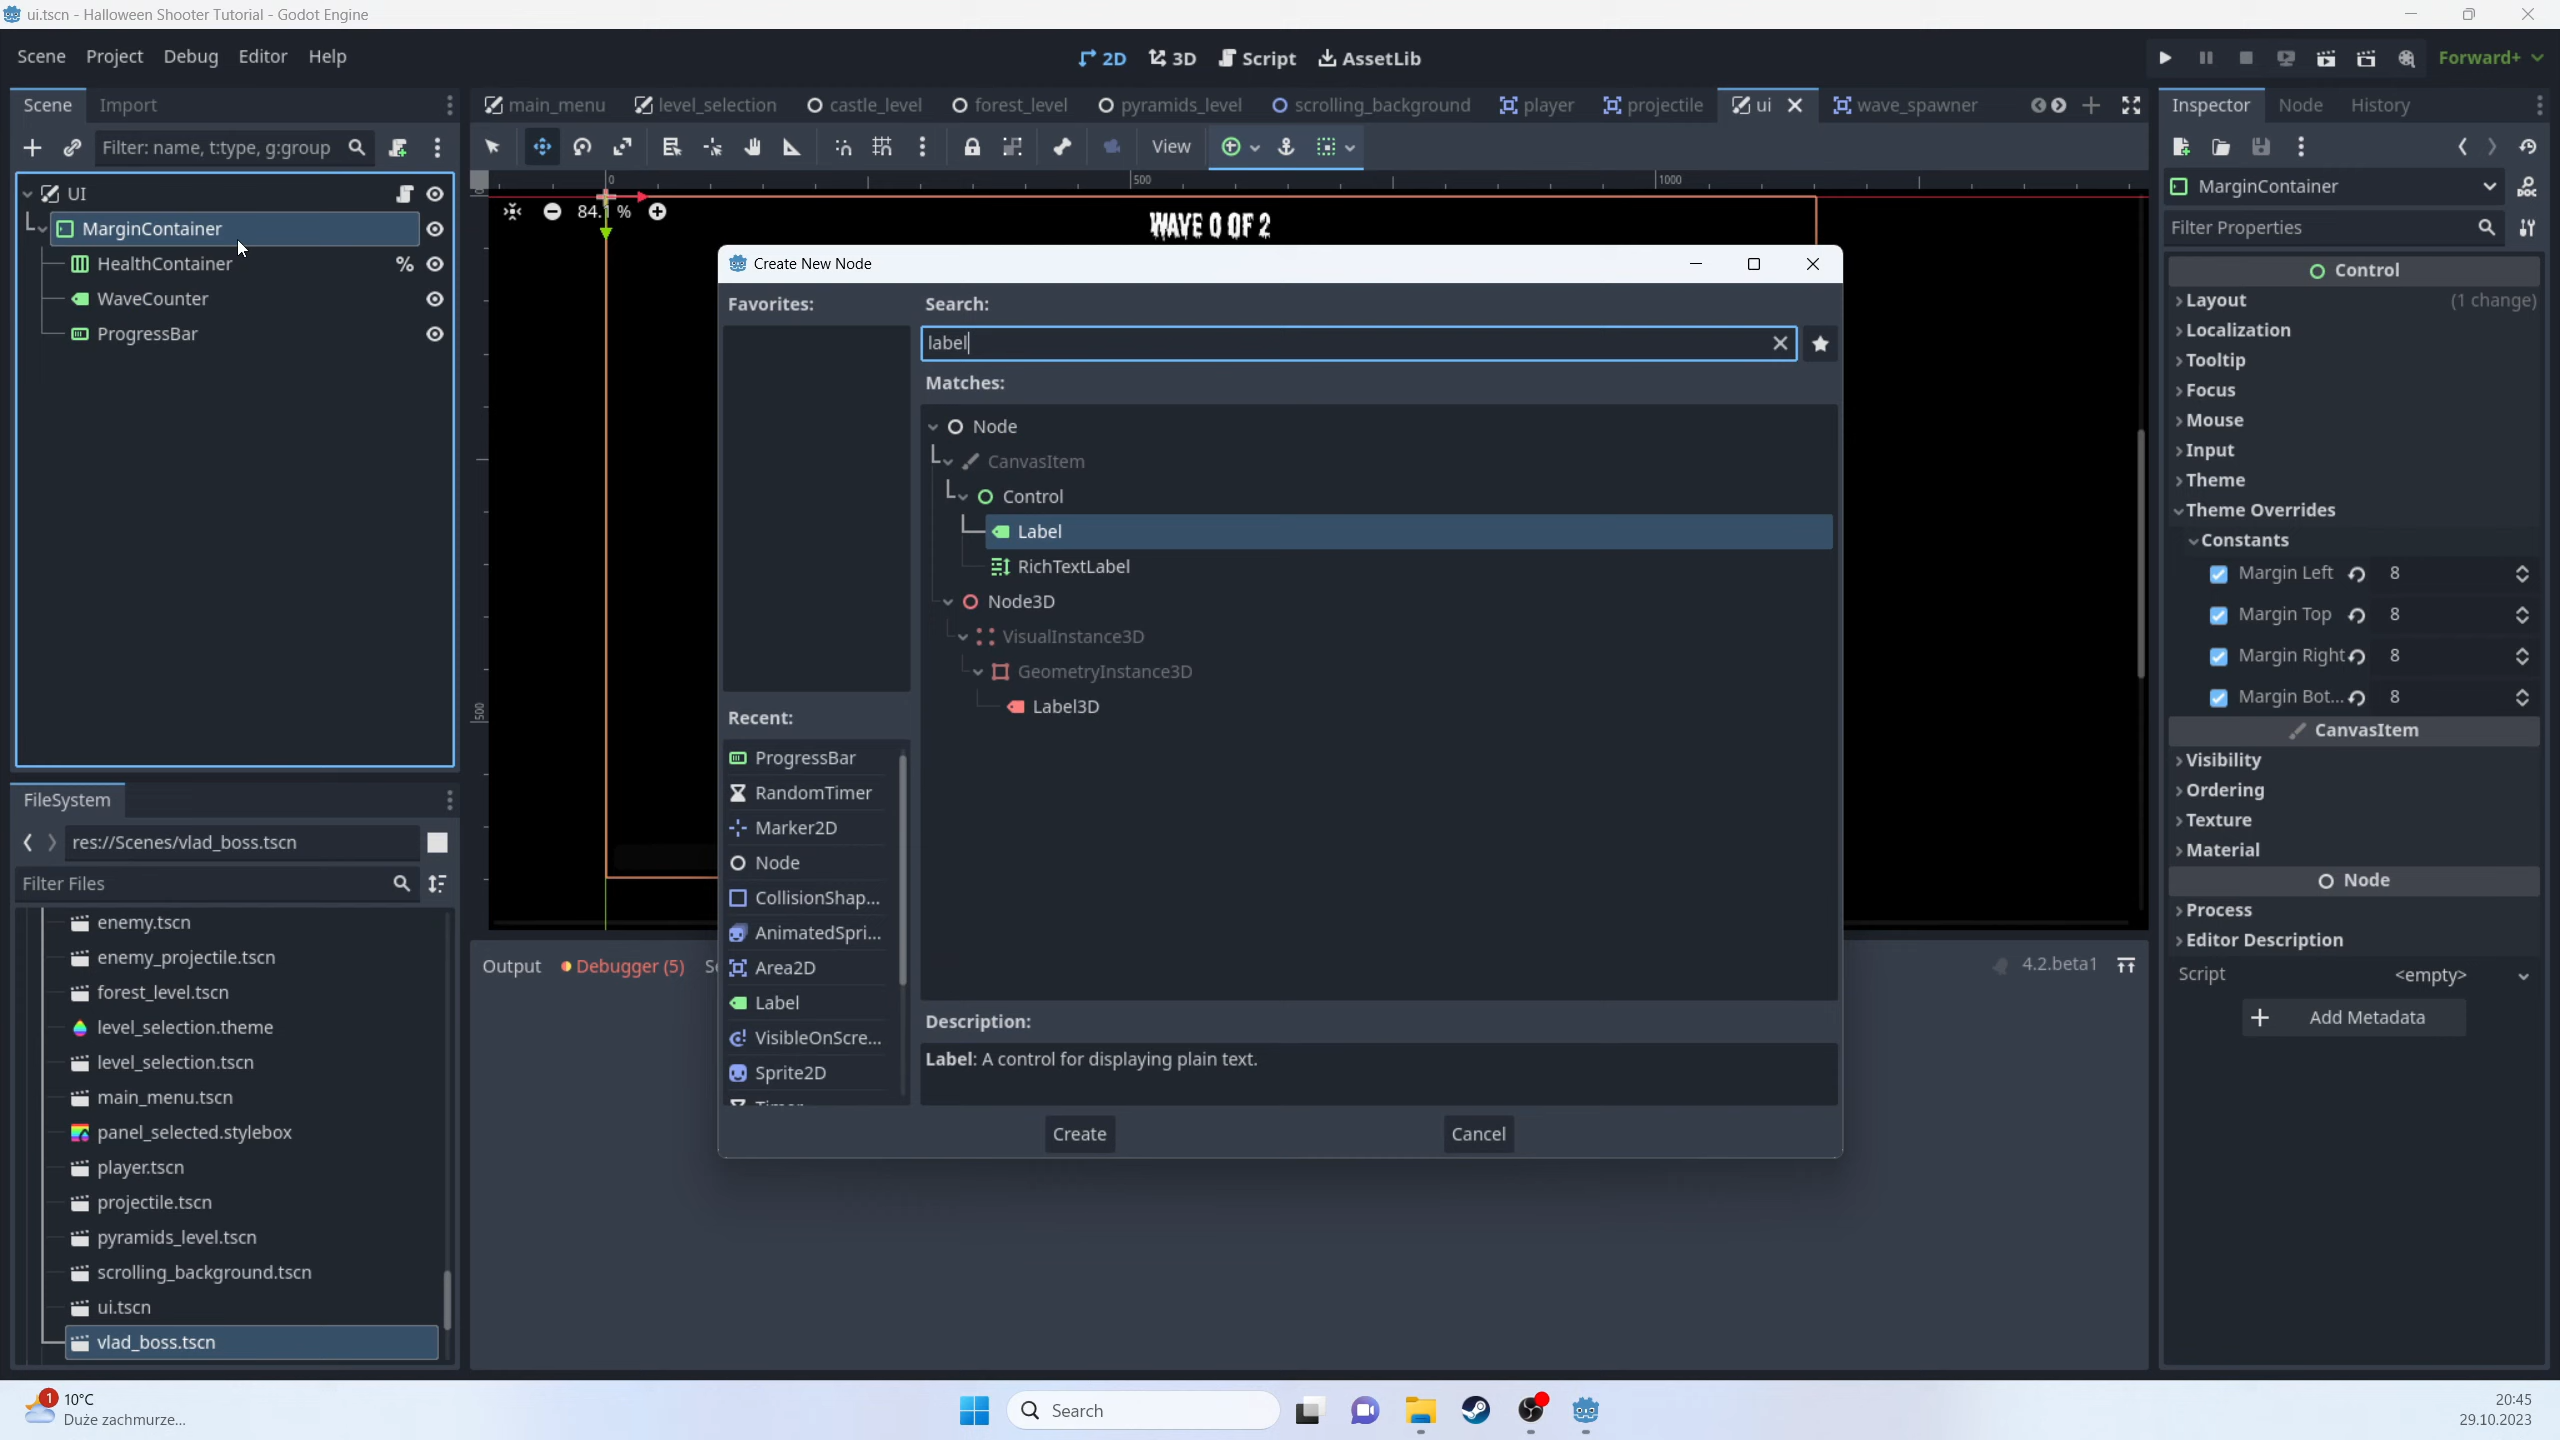 ui.tscn - Halloween Shooter Tutorial - Godot Engine
Scene Project Debug Editor Help
2D 3D Script AssetLib
Forward+
Scene Import
main_menu level_selection castle_level forest_level pyramids_level scrolling_background player projectile ui wave_spawner
Inspector Node History
Filter: name, t:type, g:group
View
UI
MarginContainer
HealthContainer
WaveCounter
ProgressBar
0 500 1000
84.1 %
WAVE 0 OF 2
500
Create New Node
Favorites:
Search:
label
Matches:
Node
CanvasItem
Control
Label
RichTextLabel
Node3D
VisualInstance3D
GeometryInstance3D
Label3D
Recent:
ProgressBar
RandomTimer
Marker2D
Node
CollisionShap...
AnimatedSpri...
Area2D
Label
VisibleOnScre...
Sprite2D
Description:
Label: A control for displaying plain text.
Create Cancel
MarginContainer
Filter Properties
Control
Layout (1 change)
Localization
Tooltip
Focus
Mouse
Input
Theme
Theme Overrides
Constants
Margin Left 8
Margin Top 8
Margin Right 8
Margin Bot... 8
CanvasItem
Visibility
Ordering
Texture
Material
Node
Process
Editor Description
Script <empty>
Add Metadata
FileSystem
res://Scenes/vlad_boss.tscn
Filter Files
enemy.tscn
enemy_projectile.tscn
forest_level.tscn
level_selection.theme
level_selection.tscn
main_menu.tscn
panel_selected.stylebox
player.tscn
projectile.tscn
pyramids_level.tscn
scrolling_background.tscn
ui.tscn
vlad_boss.tscn
Output Debugger (5)
4.2.beta1
1
10°C
Duże zachmurze...
Search
20:45
29.10.2023